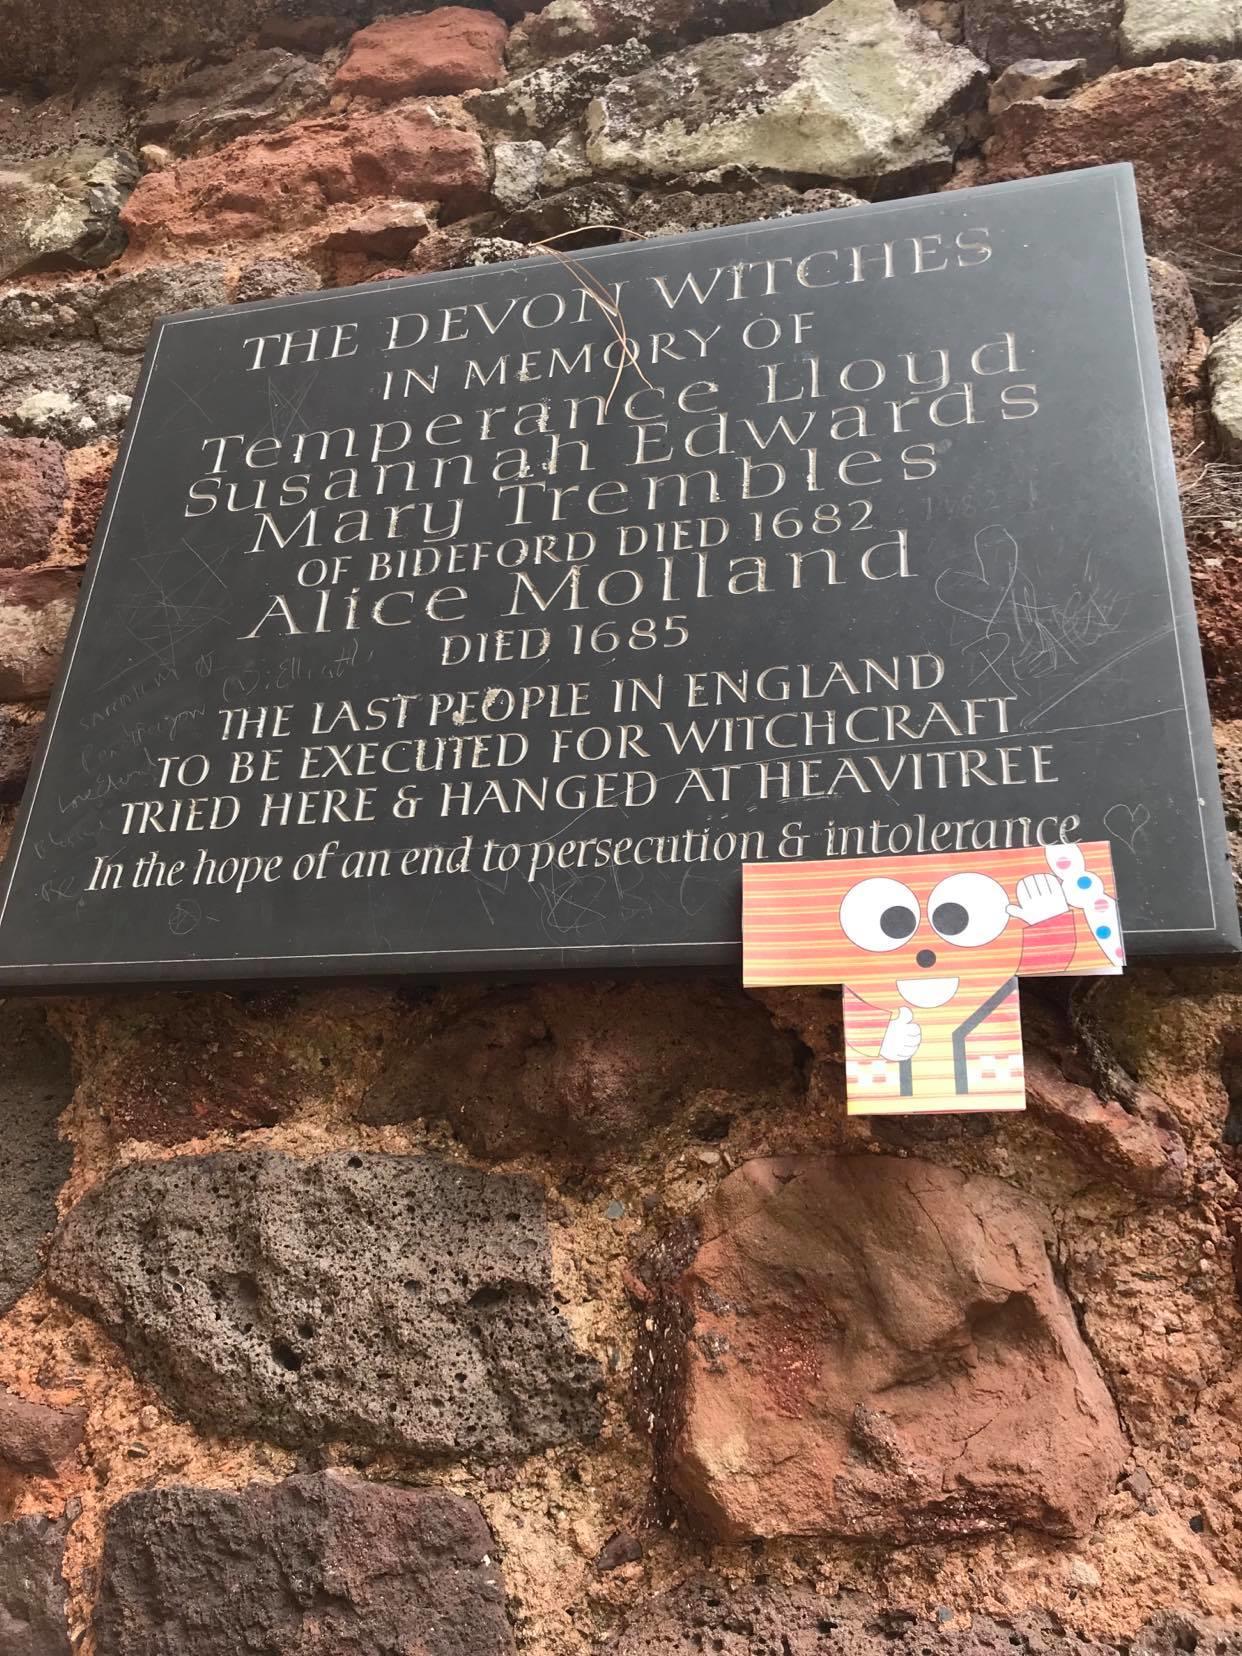 THE DEVON WITCHES
IN MEMORY OF
Temperance Lloyd
Susannah Edwards
Mary Trembles
OF BIDEFORD DIED 1682
Alice Molland
DIED 1685
THE LAST PEOPLE IN ENGLAND
TO BE EXECUTED FOR WITCHCRAFT
TRIED HERE & HANGED AT HEAVITREE
In the hope of an end to persecution & intolerance